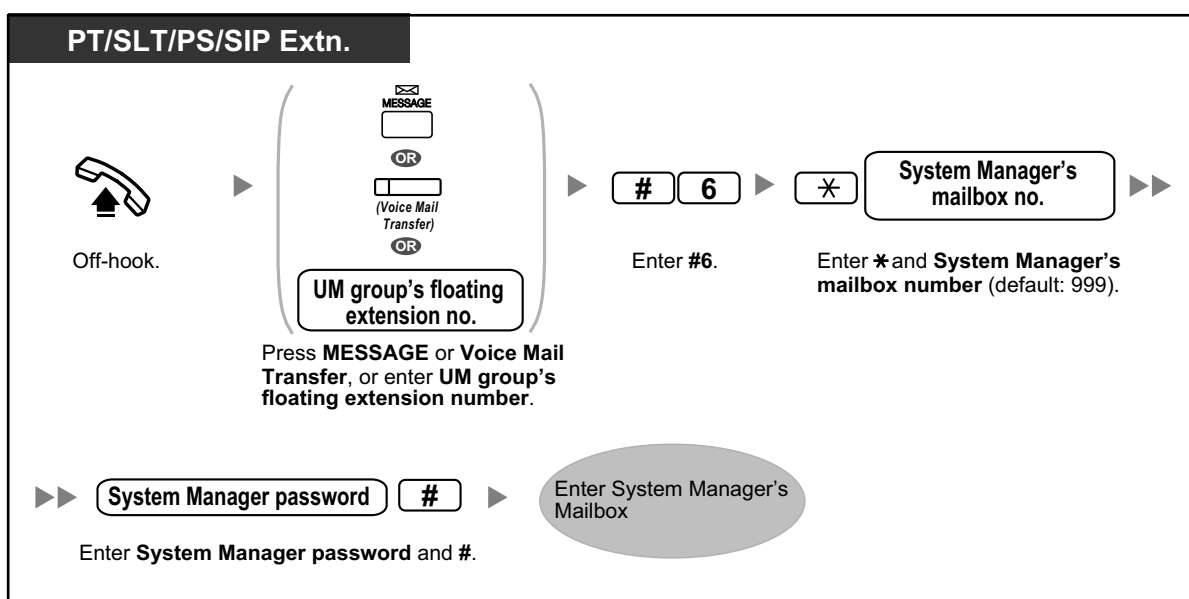 PT/SLT/PS/SIP Extn.
MESSAGE
OR
(Voice Mail
Transfer)
OR
UM group's floating
extension no.
# 6
* System Manager's
mailbox no.
Off-hook.
Press MESSAGE or Voice Mail
Transfer, or enter UM group's
floating extension number.
Enter #6.
Enter * and System Manager's
mailbox number (default: 999).
System Manager password #
Enter System Manager password and #.
Enter System Manager's
Mailbox